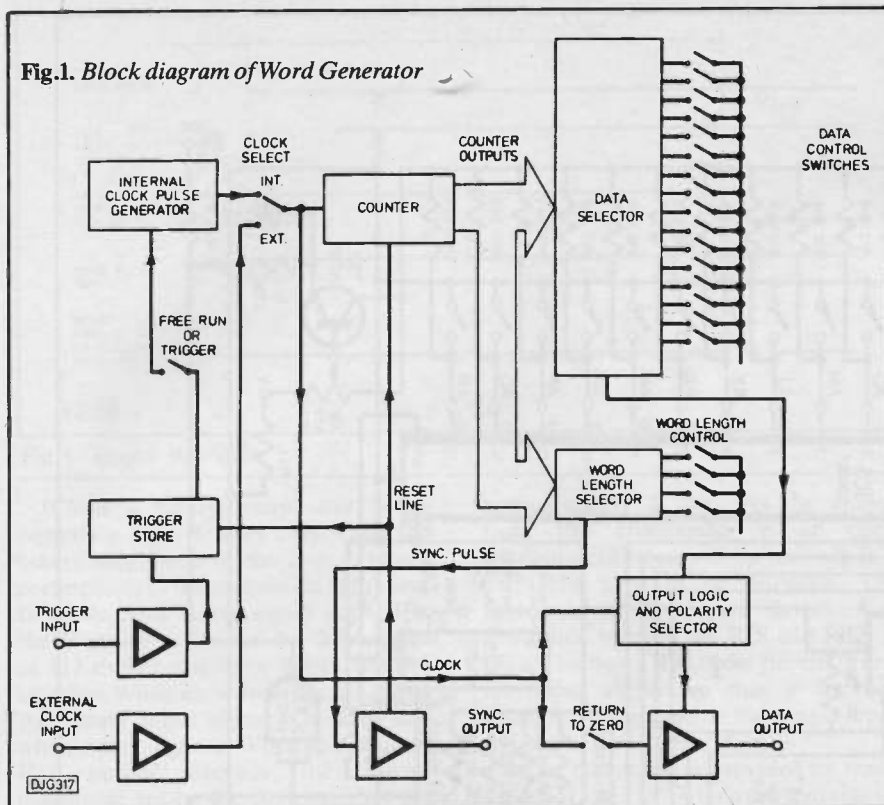 Fig.1. Block diagram of Word Generator
CLOCK
SELECT
INT.
EXT.
INTERNAL
CLOCK PULSE
GENERATOR
COUNTER
COUNTER
OUTPUTS
DATA
SELECTOR
DATA
CONTROL
SWITCHES
FREE RUN
OR
TRIGGER
TRIGGER
STORE
RESET
LINE
WORD
LENGTH
SELECTOR
WORD LENGTH
CONTROL
SYNC. PULSE
TRIGGER
INPUT
OUTPUT LOGIC
AND POLARITY
SELECTOR
CLOCK
EXTERNAL
CLOCK
INPUT
SYNC.
OUTPUT
RETURN
TO ZERO
DATA
OUTPUT
DJG317